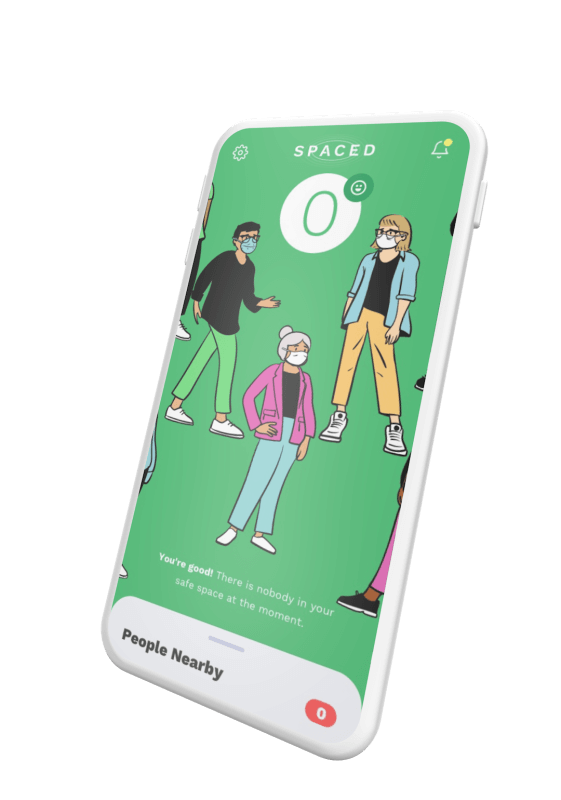 SPACED
0
You're good! There is nobody in your
safe space at the moment.
People Nearby
0